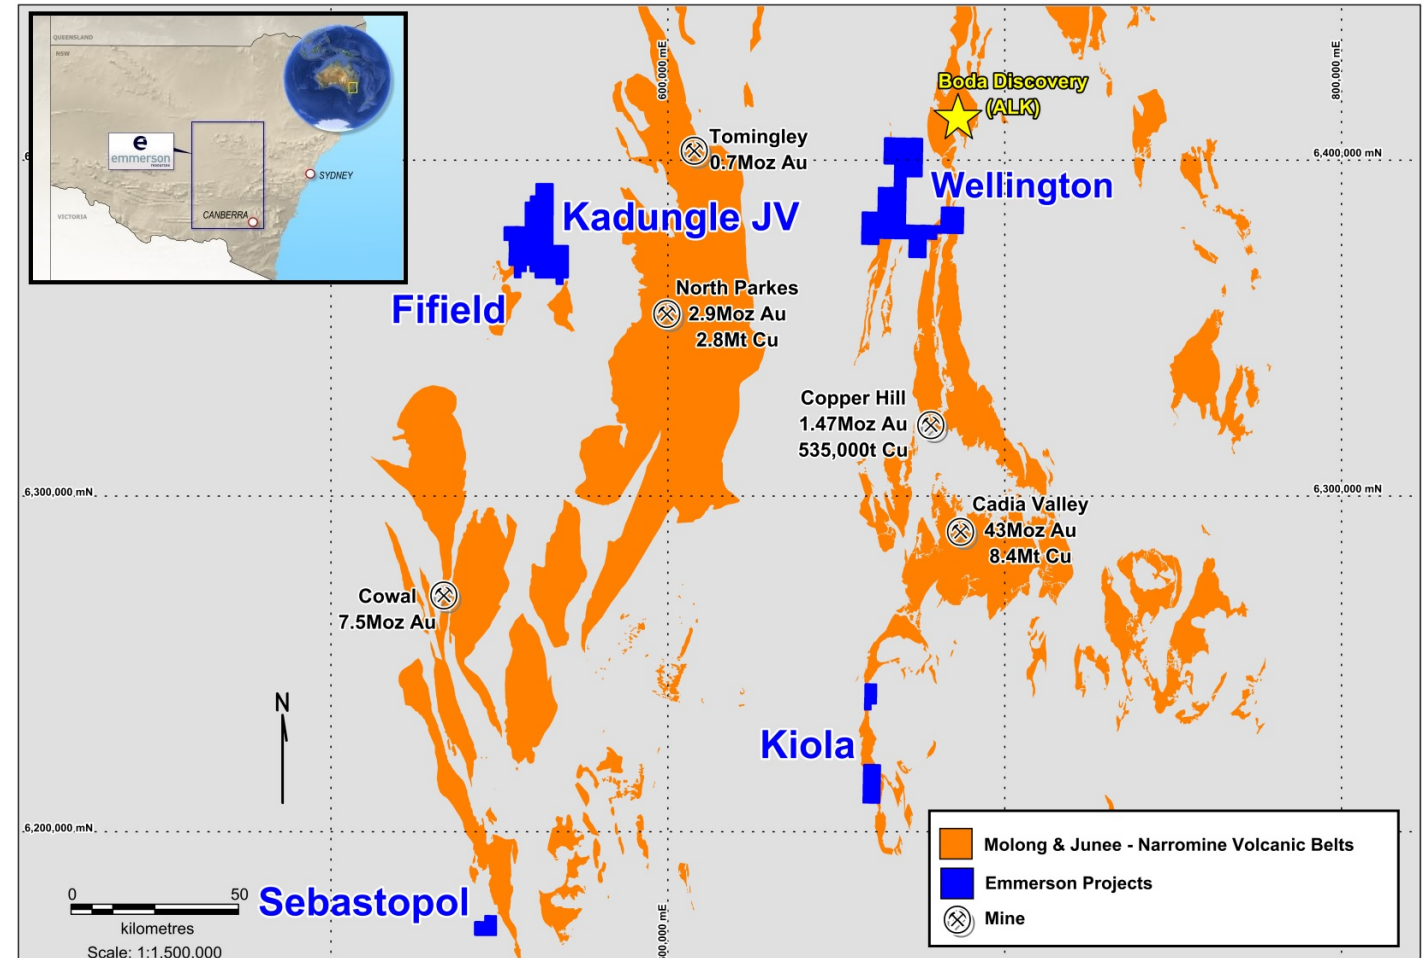 QUEENSLAND
NSW
e
emmerson
resources
SYDNEY
CANBERRA
VICTORIA
600,000 mE
800,000 mE
Boda Discovery
(ALK)
Tomingley
0.7Moz Au
6,400,000 mN
Wellington
Kadungle JV
North Parkes
2.9Moz Au
2.8Mt Cu
Fifield
Copper Hill
1.47Moz Au
535,000t Cu
6,300,000 mN
6,300,000 mN
Cadia Valley
43Moz Au
8.4Mt Cu
Cowal
7.5Moz Au
N
Kiola
6,200,000 mN
Molong & Junee - Narromine Volcanic Belts
Emmerson Projects
Mine
Sebastopol
0 50
kilometres
Scale: 1:1,500,000